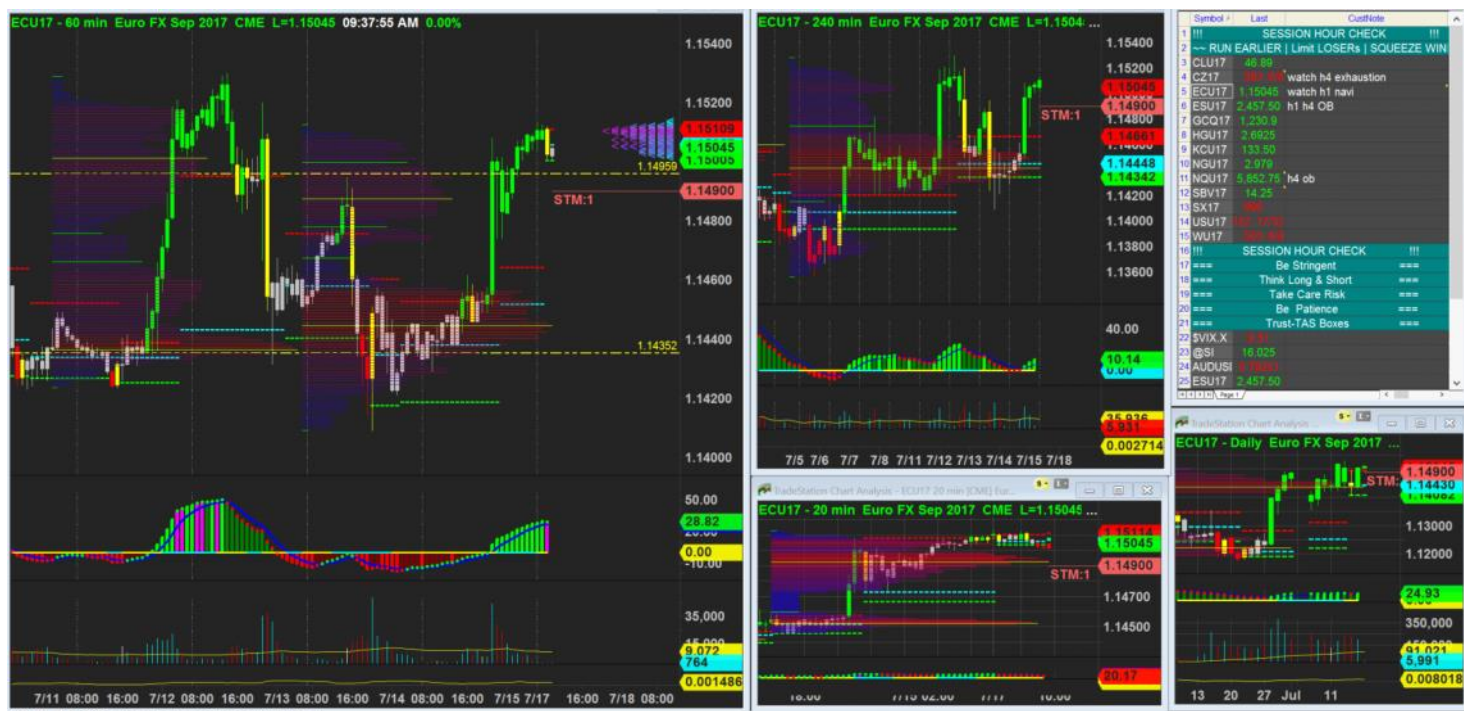 ECU17 - 60 min Euro FX Sep 2017 CME L=1.15045 09:37:55 AM 0.00%
1.15400
1.15200
1.15109
1.15045
1.15005
1.14959
1.14900
STM:1
1.14800
1.14600
1.14400
1.14352
1.14200
1.14000
50.00
28.82
0.00
-10.00
35,000
9,072
764
0.001486
7/11 08:00 16:00 7/12 08:00 16:00 7/13 08:00 16:00 7/14 08:00 16:00 7/15 7/17 16:00 7/18 08:00
ECU17 - 240 min Euro FX Sep 2017 CME L=1.1504 ...
1.15400
1.15200
1.15045
1.14900
STM:1
1.14800
1.14661
1.14448
1.14342
1.14200
1.14000
1.13800
1.13600
40.00
10.14
0.00
35,936
5,931
0.002714
7/5 7/6 7/7 7/8 7/11 7/12 7/13 7/14 7/15 7/18
TradeStation Chart Analysis - ECU17 20 min [CME] Eur...
ECU17 - 20 min Euro FX Sep 2017 CME L=1.15045 ...
1.15114
1.15045
1.14900
STM:1
1.14700
1.14500
20.17
18:00 7/15 02:00 7/17 10:00
Symbol Last CustNote
1 !!! SESSION HOUR CHECK !!!
2 ~~ RUN EARLIER | Limit LOSERs | SQUEEZE WIN
3 CLU17 46.89
4 CZ17 watch h4 exhaustion
5 ECU17 1.15045 watch h1 navi
6 ESU17 2,457.50 h1 h4 OB
7 GCQ17 1,230.9
8 HGU17 2.6925
9 KCU17 133.50
10 NGU17 2.979
11 NQU17 5,852.75 h4 ob
12 SBV17 14.25
13 SX17
14 USU17
15 WU17
16 !!! SESSION HOUR CHECK !!!
17 === Be Stringent ===
18 === Think Long & Short ===
19 === Take Care Risk ===
20 === Be Patience ===
21 === Trust-TAS Boxes ===
22 $VIX.X
23 @SI 16.025
24 AUDUSI
25 ESU17 2,457.50
Page 1
TradeStation Chart Analysis ...
ECU17 - Daily Euro FX Sep 2017 ...
1.14900
STM:
1.14430
1.14082
1.13000
1.12000
24.93
350,000
91,021
5,991
0.008018
13 20 27 Jul 11